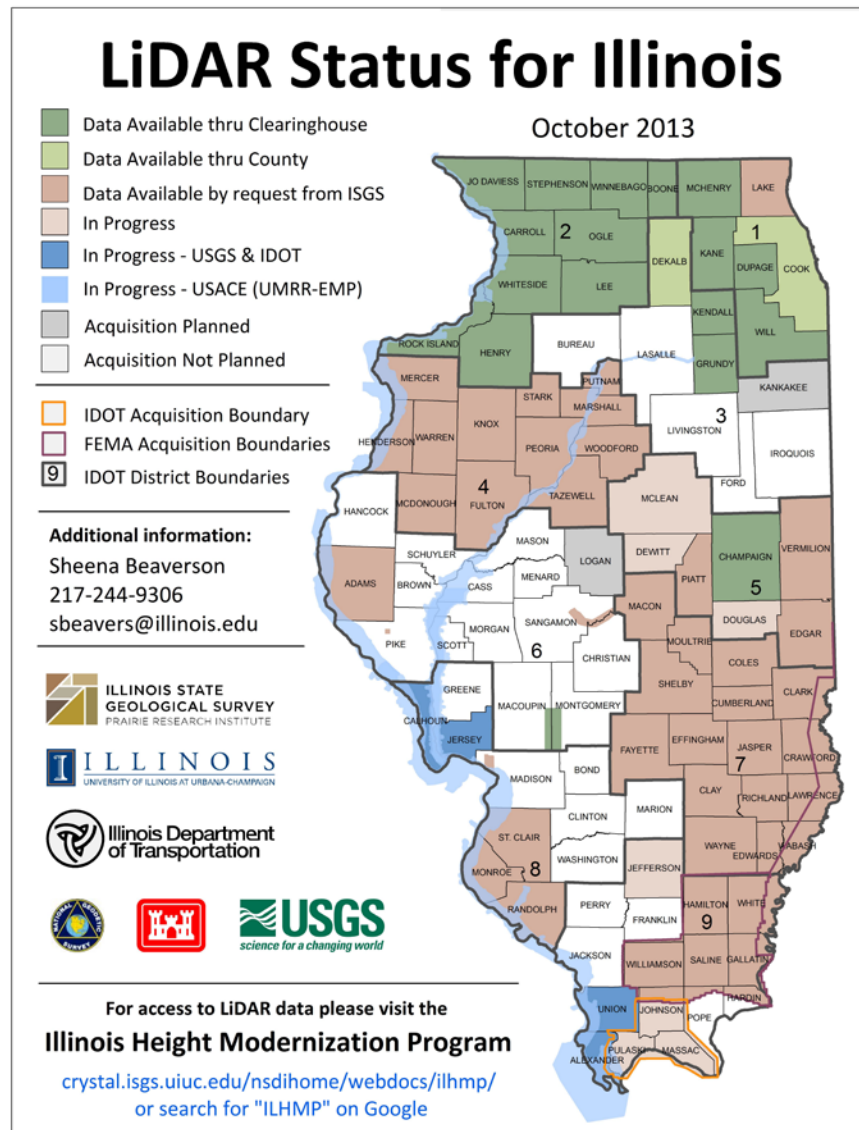 LiDAR Status for Illinois
October 2013
Data Available thru Clearinghouse
Data Available thru County
Data Available by request from ISGS
In Progress
In Progress - USGS & IDOT
In Progress - USACE (UMRR-EMP)
Acquisition Planned
Acquisition Not Planned
IDOT Acquisition Boundary
FEMA Acquisition Boundaries
9 IDOT District Boundaries
Additional information:
Sheena Beaverson
217-244-9306
sbeavers@illinois.edu
ILLINOIS STATE
GEOLOGICAL SURVEY
PRAIRIE RESEARCH INSTITUTE
I ILLINOIS
UNIVERSITY OF ILLINOIS AT URBANA-CHAMPAIGN
Illinois Department
of Transportation
NATIONAL GEODETIC SURVEY
USGS
science for a changing world
For access to LiDAR data please visit the
Illinois Height Modernization Program
crystal.isgs.uiuc.edu/nsdihome/webdocs/ilhmp/
or search for "ILHMP" on Google
JO DAVIESS
STEPHENSON
WINNEBAGO
BOONE
MCHENRY
LAKE
CARROLL
2
OGLE
DEKALB
KANE
1
DUPAGE
COOK
WHITESIDE
LEE
KENDALL
WILL
ROCK ISLAND
HENRY
BUREAU
LASALLE
GRUNDY
KANKAKEE
MERCER
STARK
PUTNAM
MARSHALL
HENDERSON
WARREN
KNOX
PEORIA
WOODFORD
LIVINGSTON
3
IROQUOIS
FORD
4
HANCOCK
MCDONOUGH
FULTON
TAZEWELL
MCLEAN
MASON
SCHUYLER
LOGAN
DEWITT
CHAMPAIGN
VERMILION
ADAMS
BROWN
CASS
MENARD
PIATT
5
MACON
DOUGLAS
EDGAR
PIKE
SCOTT
MORGAN
SANGAMON
6
CHRISTIAN
MOULTRIE
COLES
SHELBY
CUMBERLAND
CLARK
GREENE
CALHOUN
JERSEY
MACOUPIN
MONTGOMERY
FAYETTE
EFFINGHAM
JASPER
7
CRAWFORD
MADISON
BOND
CLAY
RICHLAND
LAWRENCE
CLINTON
MARION
ST. CLAIR
8
MONROE
WASHINGTON
WAYNE
EDWARDS
WABASH
JEFFERSON
RANDOLPH
PERRY
FRANKLIN
HAMILTON
WHITE
9
JACKSON
WILLIAMSON
SALINE
GALLATIN
UNION
JOHNSON
POPE
HARDIN
ALEXANDER
PULASKI
MASSAC